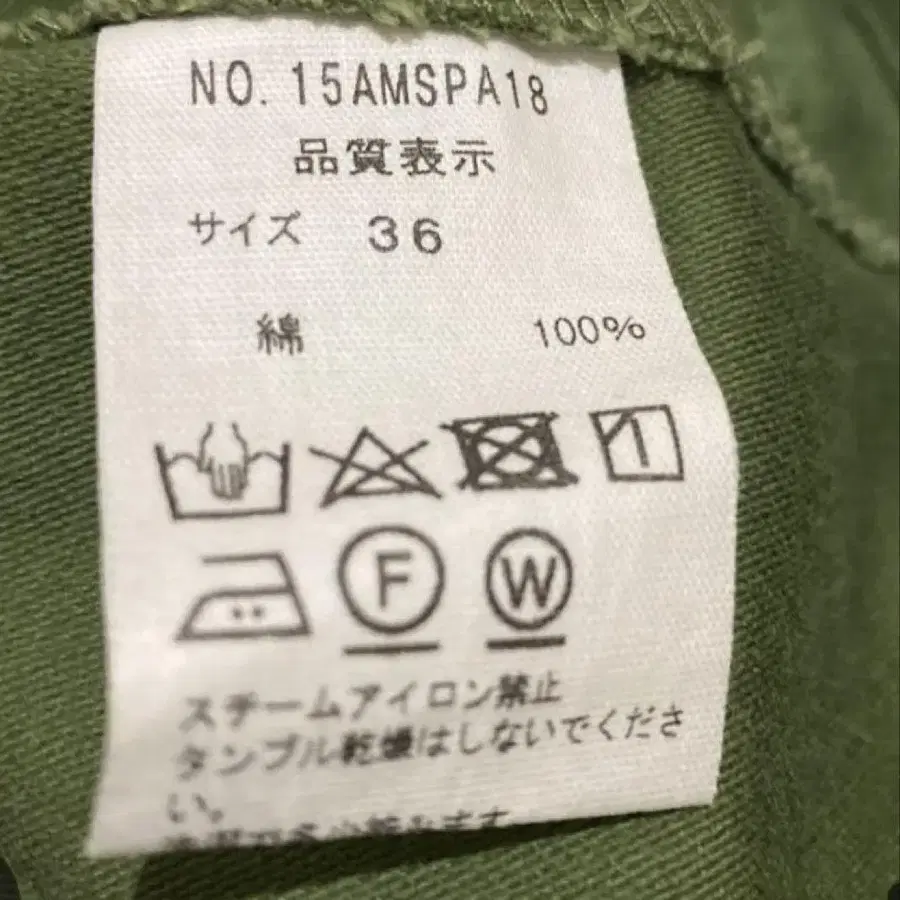 NO. 15AMSPA18
品質表示
サイズ 36
綿 100%
F W
スチームアイロン禁止
タンブル乾燥はしないでくださ
い。